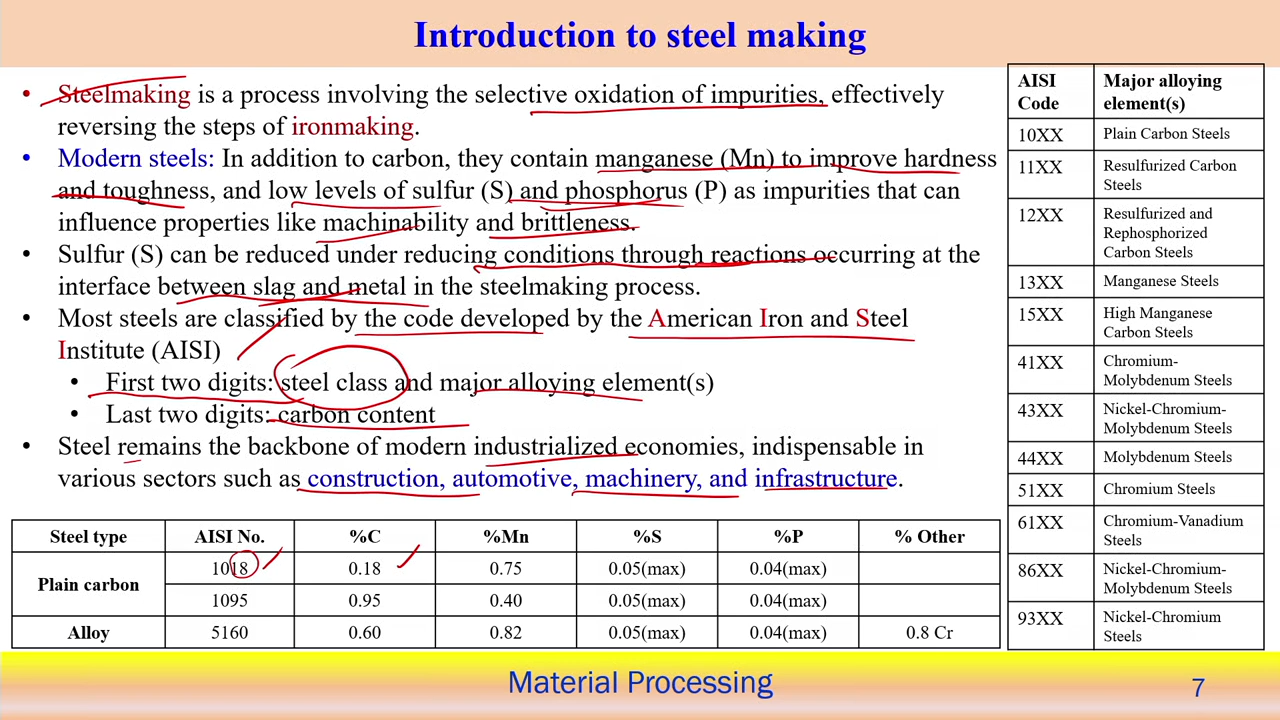 Introduction to steel making
• Steelmaking is a process involving the selective oxidation of impurities, effectively
reversing the steps of ironmaking.
• Modern steels: In addition to carbon, they contain manganese (Mn) to improve hardness
and toughness, and low levels of sulfur (S) and phosphorus (P) as impurities that can
influence properties like machinability and brittleness.
• Sulfur (S) can be reduced under reducing conditions through reactions occurring at the
interface between slag and metal in the steelmaking process.
• Most steels are classified by the code developed by the American Iron and Steel
Institute (AISI)
• First two digits: steel class and major alloying element(s)
• Last two digits: carbon content
• Steel remains the backbone of modern industrialized economies, indispensable in
various sectors such as construction, automotive, machinery, and infrastructure.
Steel type AISI No. %C %Mn %S %P % Other
Plain carbon 1018 0.18 0.75 0.05(max) 0.04(max)
1095 0.95 0.40 0.05(max) 0.04(max)
Alloy 5160 0.60 0.82 0.05(max) 0.04(max) 0.8 Cr
AISI Major alloying
Code element(s)
10XX Plain Carbon Steels
11XX Resulfurized Carbon
Steels
12XX Resulfurized and
Rephosphorized
Carbon Steels
13XX Manganese Steels
15XX High Manganese
Carbon Steels
41XX Chromium-
Molybdenum Steels
43XX Nickel-Chromium-
Molybdenum Steels
44XX Molybdenum Steels
51XX Chromium Steels
61XX Chromium-Vanadium
Steels
86XX Nickel-Chromium-
Molybdenum Steels
93XX Nickel-Chromium
Steels
Material Processing
7